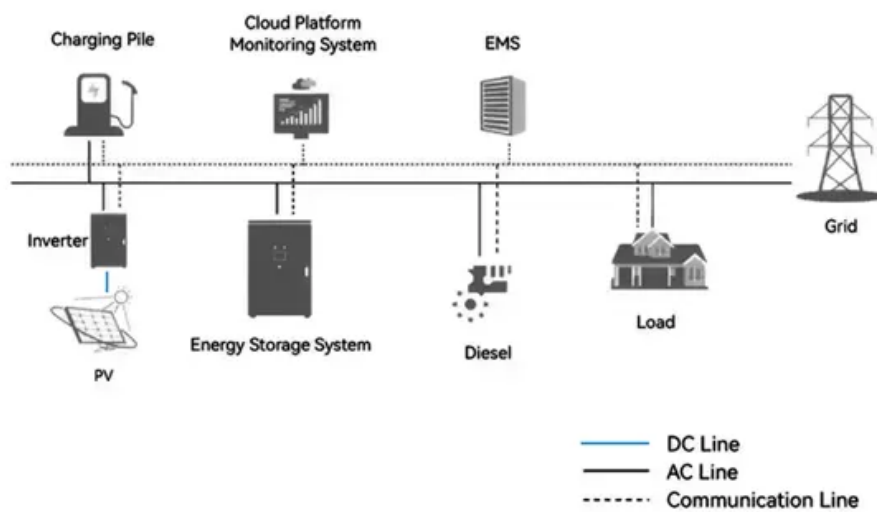 Charging Pile
Cloud Platform
Monitoring System
EMS
Grid
Inverter
PV
Energy Storage System
Diesel
Load
DC Line
AC Line
Communication Line